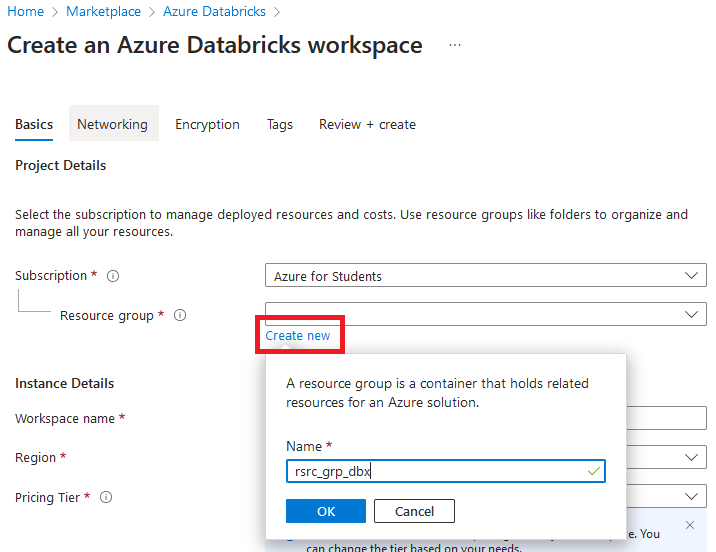 Home > Marketplace > Azure Databricks >
Create an Azure Databricks workspace ...
Basics Networking Encryption Tags Review + create
Project Details
Select the subscription to manage deployed resources and costs. Use resource groups like folders to organize and
manage all your resources.
Subscription *
Azure for Students
Resource group *
Create new
A resource group is a container that holds related
resources for an Azure solution.
Name *
rsrc_grp_dbx
OK Cancel
Instance Details
Workspace name *
Region *
Pricing Tier *
You
can change the tier based on your needs.